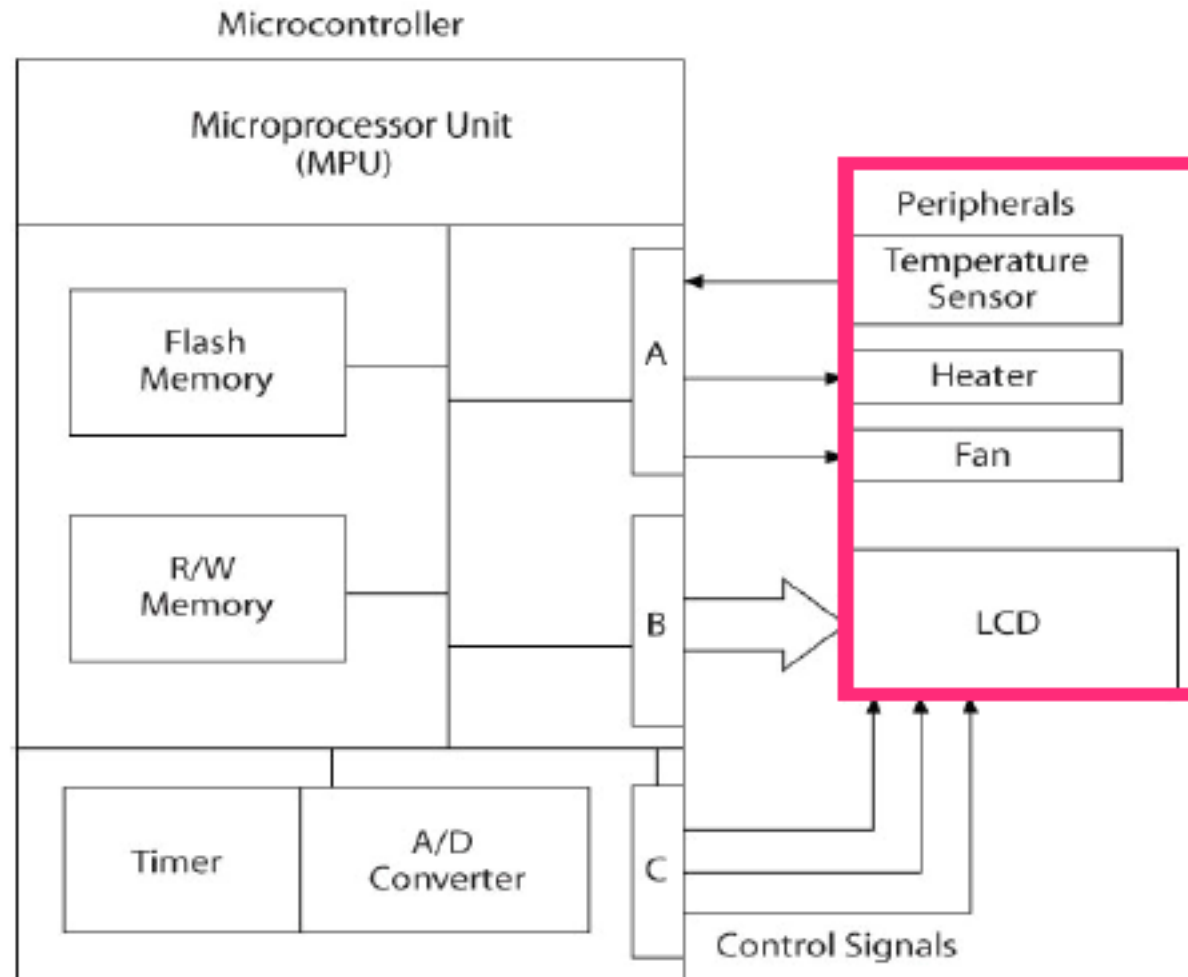 Microcontroller
Microprocessor Unit
(MPU)
Peripherals
Temperature
Sensor
Flash
Memory
A
Heater
Fan
R/W
Memory
B
LCD
Timer
A/D
Converter
C
Control Signals